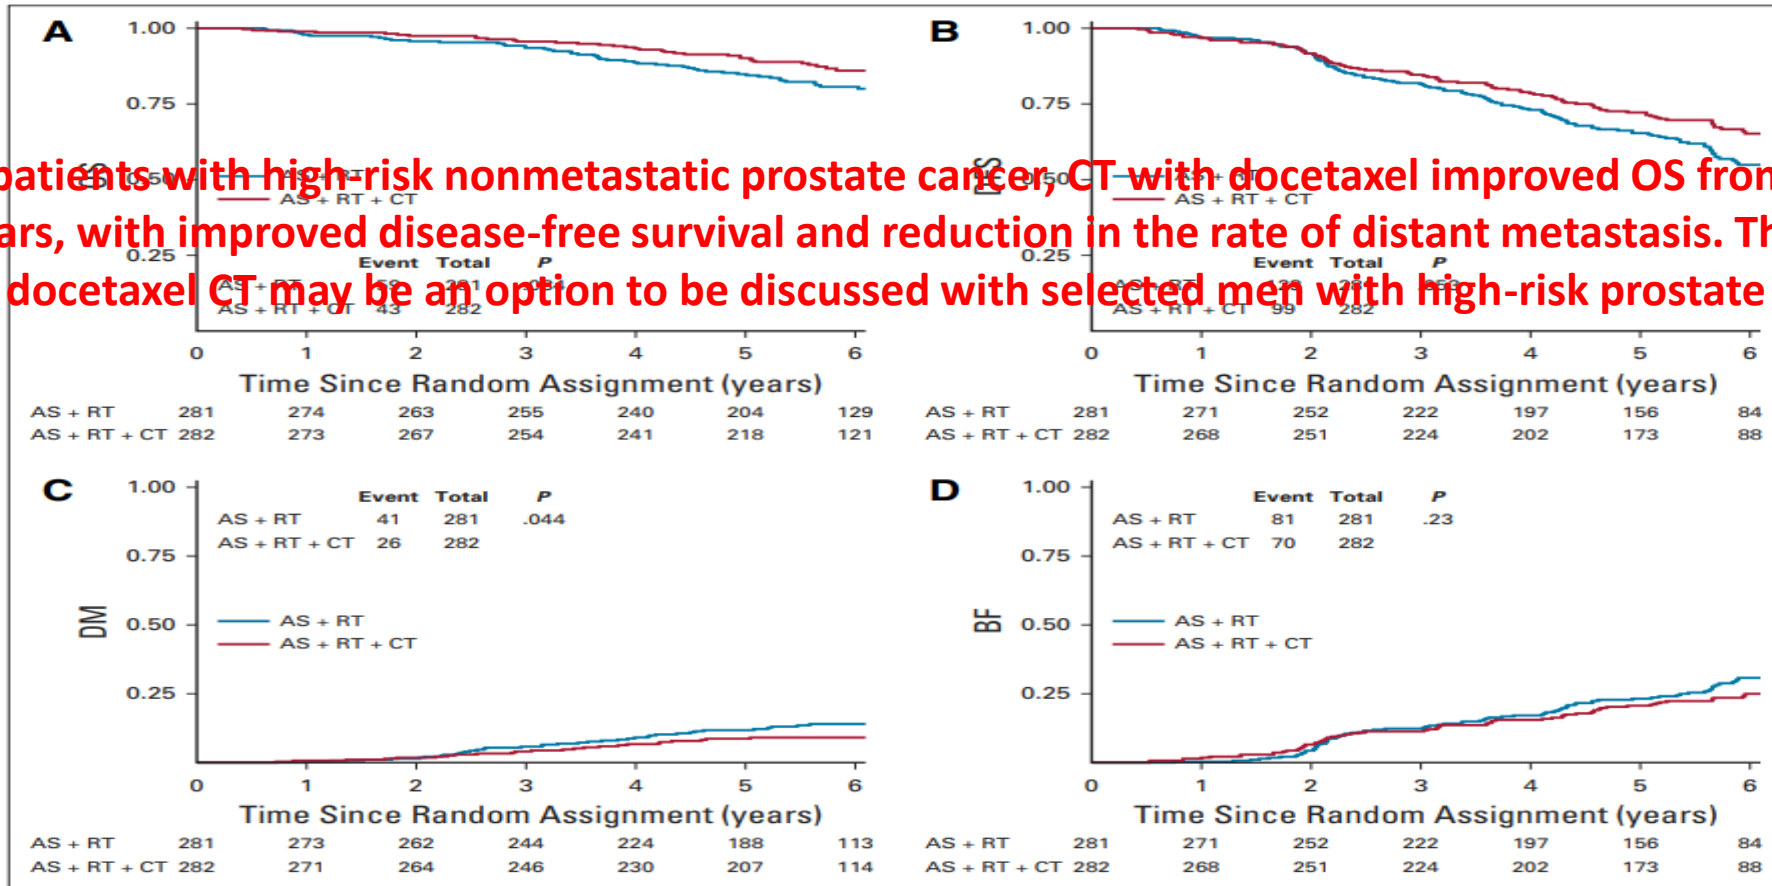 A
1.00
0.75
0.50
0.25
AS + RT + CT
Event Total P
AS + RT + CT 43 282
0 1 2 3 4 5 6
Time Since Random Assignment (years)
AS + RT 281 274 263 255 240 204 129
AS + RT + CT 282 273 267 254 241 218 121
B
1.00
0.75
0.50
0.25
AS + RT + CT
Event Total P
AS + RT + CT 99 282
0 1 2 3 4 5 6
Time Since Random Assignment (years)
AS + RT 281 271 252 222 197 156 84
AS + RT + CT 282 268 251 224 202 173 88
patients with high-risk nonmetastatic prostate cancer, CT with docetaxel improved OS from
ars, with improved disease-free survival and reduction in the rate of distant metastasis. Th
docetaxel CT may be an option to be discussed with selected men with high-risk prostate
C
1.00
Event Total P
AS + RT 41 281 .044
AS + RT + CT 26 282
0.75
DM
0.50
AS + RT
AS + RT + CT
0.25
0 1 2 3 4 5 6
Time Since Random Assignment (years)
AS + RT 281 273 262 244 224 188 113
AS + RT + CT 282 271 264 246 230 207 114
D
1.00
Event Total P
AS + RT 81 281 .23
AS + RT + CT 70 282
0.75
BF
0.50
AS + RT
AS + RT + CT
0.25
0 1 2 3 4 5 6
Time Since Random Assignment (years)
AS + RT 281 271 252 222 197 156 84
AS + RT + CT 282 268 251 224 202 173 88